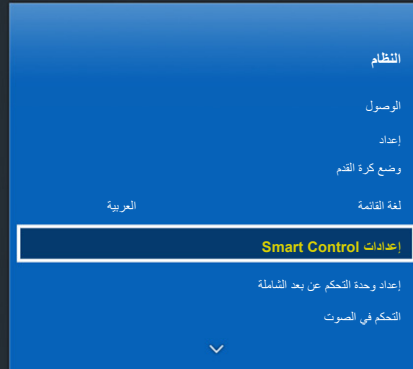 النظام
الوصول
إعداد
وضع كرة القدم
لغة القائمة العربية
إعدادات Smart Control
إعداد وحدة التحكم عن بعد الشاملة
التحكم في الصوت